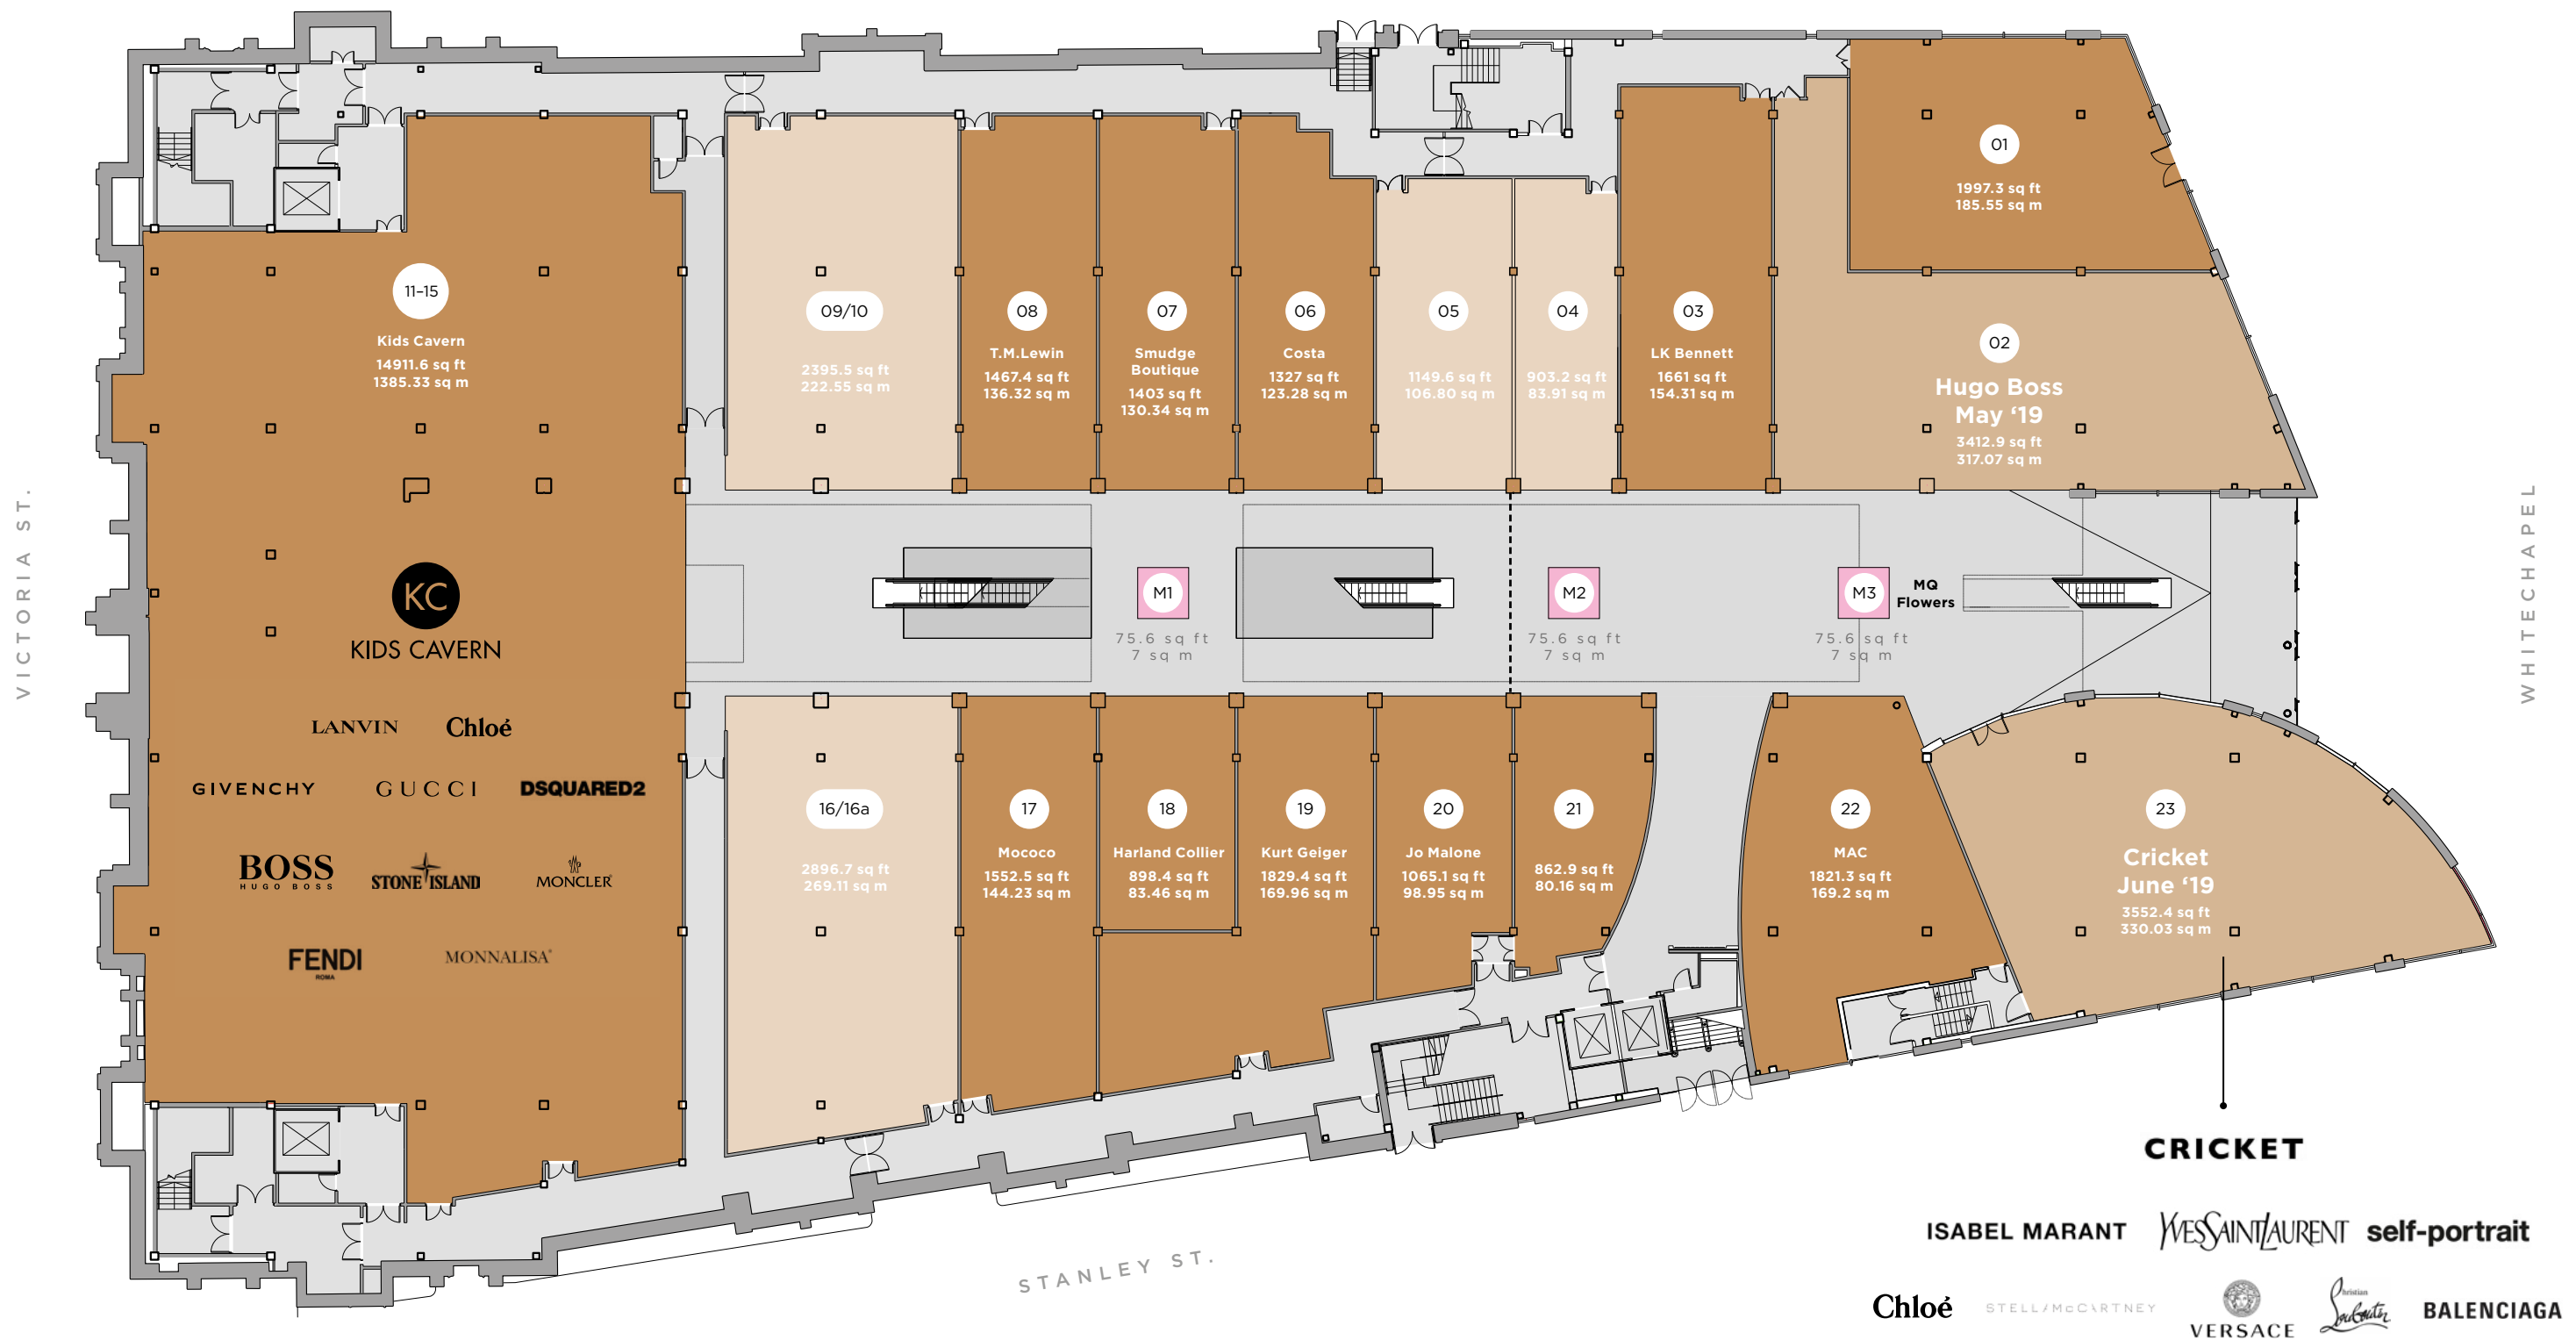 01
1997.3 sq ft
185.55 sq m
11–15
Kids Cavern
14911.6 sq ft
1385.33 sq m
09/10
2395.5 sq ft
222.55 sq m
08
T.M.Lewin
1467.4 sq ft
136.32 sq m
07
Smudge
Boutique
1403 sq ft
130.34 sq m
06
Costa
1327 sq ft
123.28 sq m
05
1149.6 sq ft
106.80 sq m
04
903.2 sq ft
83.91 sq m
03
LK Bennett
1661 sq ft
154.31 sq m
02
Hugo Boss
May ‘19
3412.9 sq ft
317.07 sq m
VICTORIA ST.
WHITECHAPEL
KC
KIDS CAVERN
M1
75.6 sq ft
7 sq m
M2
75.6 sq ft
7 sq m
M3
75.6 sq ft
7 sq m
MQ
Flowers
LANVIN
Chloé
GIVENCHY
GUCCI
DSQUARED2
BOSS
HUGO BOSS
STONE ISLAND
MONCLER
FENDI
ROMA
MONNALISA
16/16a
2896.7 sq ft
269.11 sq m
17
Mococo
1552.5 sq ft
144.23 sq m
18
Harland Collier
898.4 sq ft
83.46 sq m
19
Kurt Geiger
1829.4 sq ft
169.96 sq m
20
Jo Malone
1065.1 sq ft
98.95 sq m
21
862.9 sq ft
80.16 sq m
22
MAC
1821.3 sq ft
169.2 sq m
23
Cricket
June ‘19
3552.4 sq ft
330.03 sq m
STANLEY ST.
CRICKET
ISABEL MARANT
YVESSAINTLAURENT
self-portrait
Chloé
STELLA McCARTNEY
VERSACE
Christian
Louboutin
BALENCIAGA